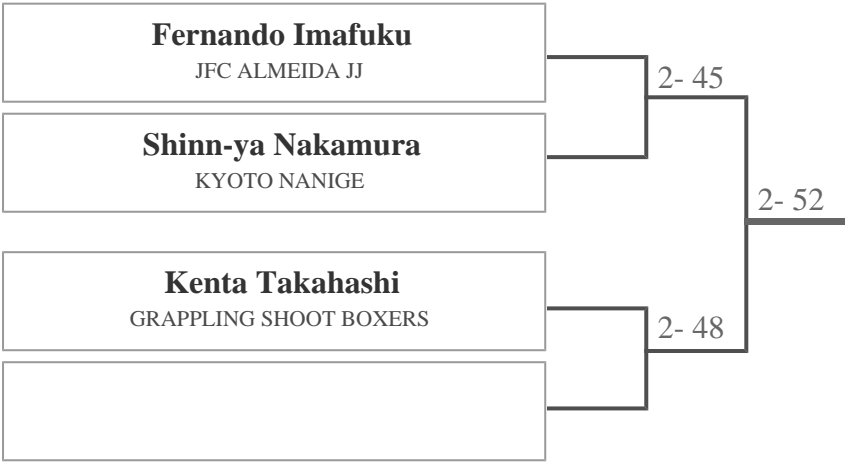 Fernando Imafuku
JFC ALMEIDA JJ
2- 45
Shinn-ya Nakamura
KYOTO NANIGE
2- 52
Kenta Takahashi
GRAPPLING SHOOT BOXERS
2- 48